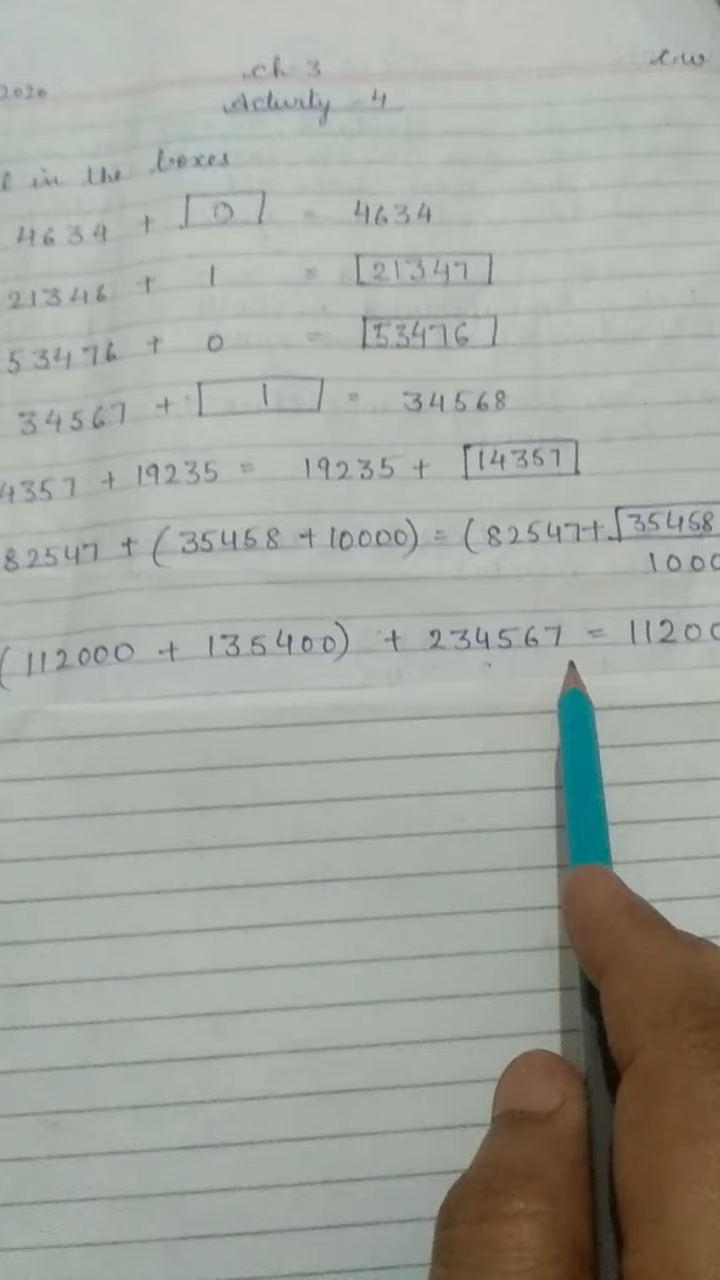 ch 3 c.w
2020 Activity 4
l in the boxes
4634 + 0 = 4634
21346 + 1 = 21347
53476 + 0 = 53476
34567 + 1 = 34568
4357 + 19235 = 19235 + 14357
82547 + (35458 + 10000) = (82547 + 35458
1000
(112000 + 135400) + 234567 = 11200